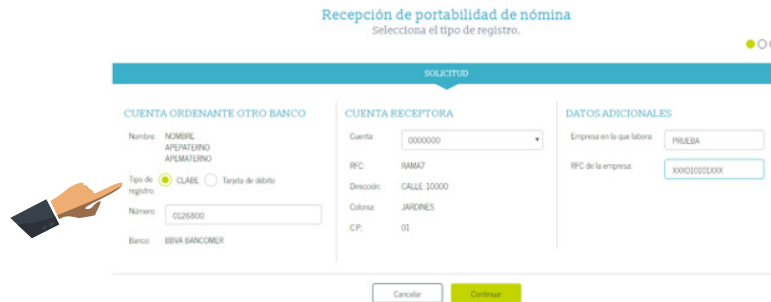 Recepción de portabilidad de nómina
Selecciona el tipo de registro.
SOLICITUD
CUENTA ORDENANTE OTRO BANCO
Nombre: NOMBRE
APEPATERNO
APEMATERNO
Tipo de registro: CLABE Tarjeta de débito
Número: 0126800
Banco: BBVA BANCOMER
CUENTA RECEPTORA
Cuenta: 0000000
RFC: RAMA7
Dirección: CALLE 10000
Colonia: JARDINES
C.P.: 01
DATOS ADICIONALES
Empresa en la que labora: PRUEBA
RFC de la empresa: XXX010101XXX
Cancelar Continuar